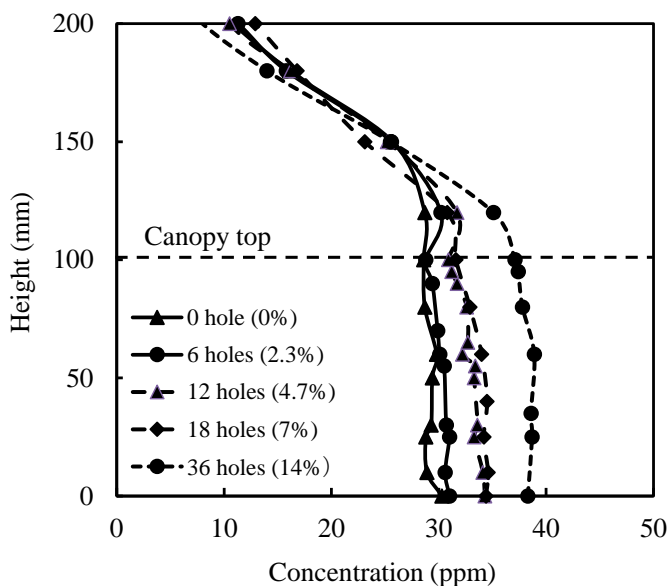 200
150
100
50
0
Height (mm)
Canopy top
0 hole (0%)
6 holes (2.3%)
12 holes (4.7%)
18 holes (7%)
36 holes (14%)
0 10 20 30 40 50
Concentration (ppm)